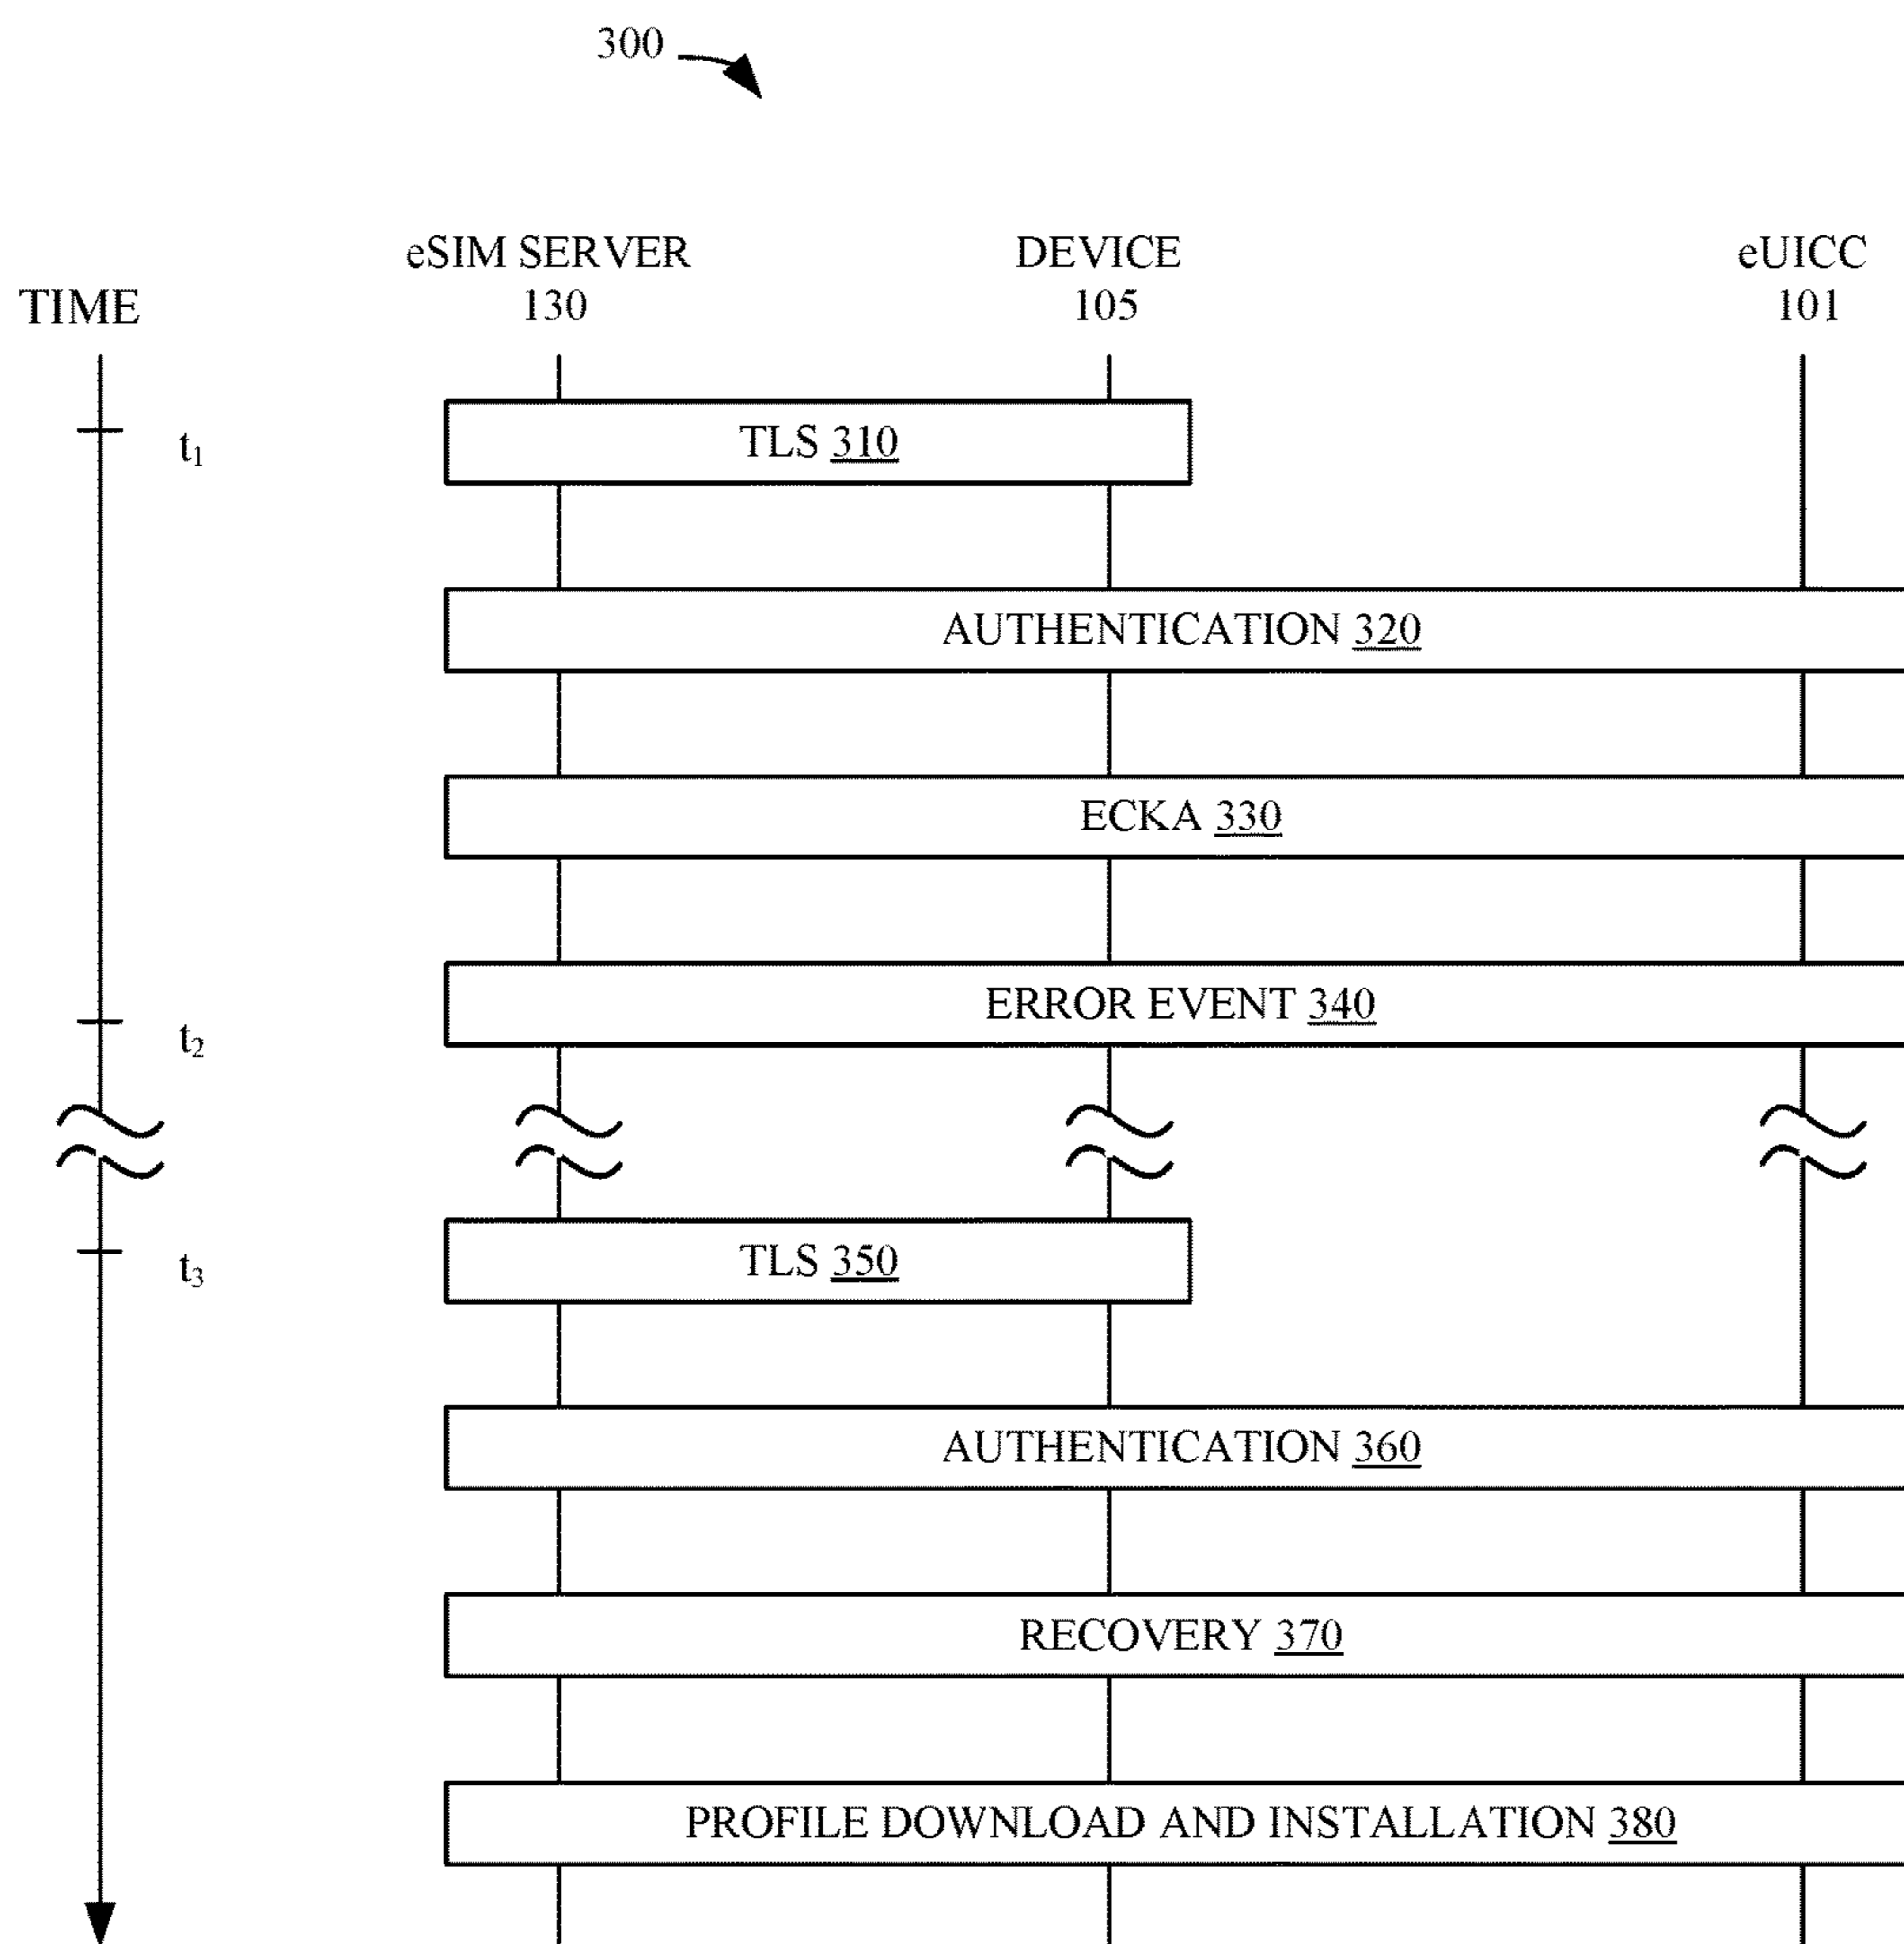 300
eSIM SERVER
130
DEVICE
105
eUICC
101
TIME
t₁
TLS 310
AUTHENTICATION 320
ECKA 330
ERROR EVENT 340
t₂
TLS 350
t₃
AUTHENTICATION 360
RECOVERY 370
PROFILE DOWNLOAD AND INSTALLATION 380